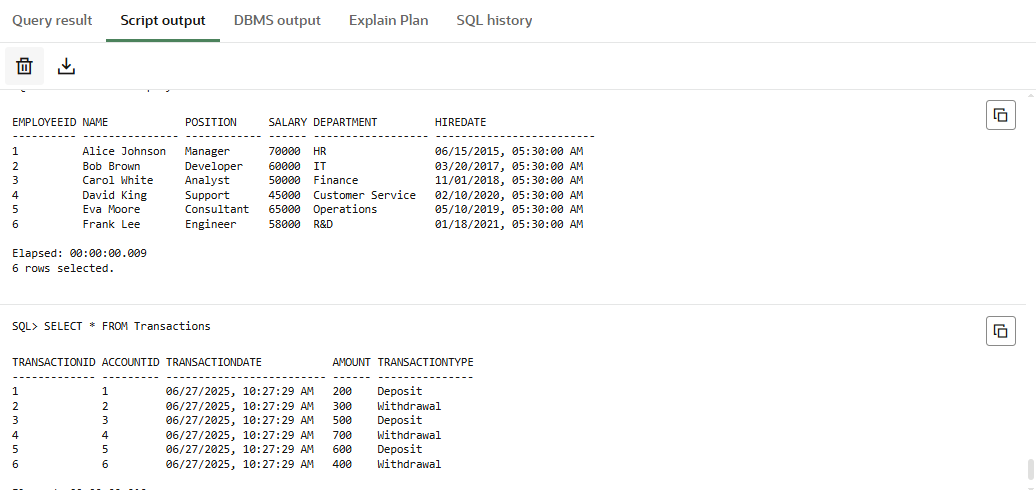 Query result Script output DBMS output Explain Plan SQL history
EMPLOYEEID NAME POSITION SALARY DEPARTMENT HIREDATE
---------- --------------- ------------ ------ ------------------ -------------------------
1 Alice Johnson Manager 70000 HR 06/15/2015, 05:30:00 AM
2 Bob Brown Developer 60000 IT 03/20/2017, 05:30:00 AM
3 Carol White Analyst 50000 Finance 11/01/2018, 05:30:00 AM
4 David King Support 45000 Customer Service 02/10/2020, 05:30:00 AM
5 Eva Moore Consultant 65000 Operations 05/10/2019, 05:30:00 AM
6 Frank Lee Engineer 58000 R&D 01/18/2021, 05:30:00 AM
Elapsed: 00:00:00.009
6 rows selected.
SQL> SELECT * FROM Transactions
TRANSACTIONID ACCOUNTID TRANSACTIONDATE AMOUNT TRANSACTIONTYPE
------------- --------- ------------------------- ------ ---------------
1 1 06/27/2025, 10:27:29 AM 200 Deposit
2 2 06/27/2025, 10:27:29 AM 300 Withdrawal
3 3 06/27/2025, 10:27:29 AM 500 Deposit
4 4 06/27/2025, 10:27:29 AM 700 Withdrawal
5 5 06/27/2025, 10:27:29 AM 600 Deposit
6 6 06/27/2025, 10:27:29 AM 400 Withdrawal